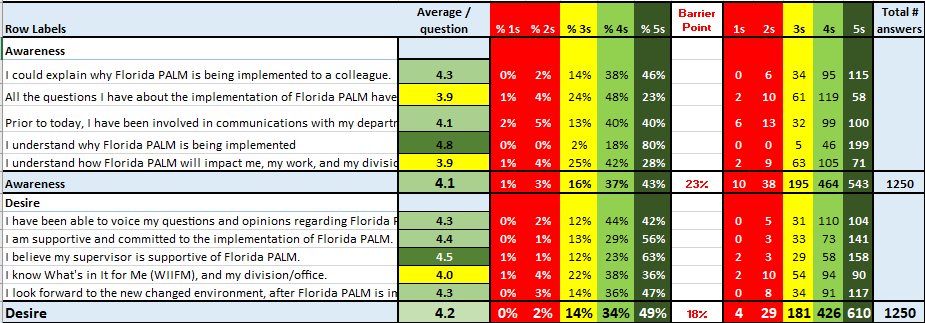 Row Labels Average / question % 1s % 2s % 3s % 4s % 5s Barrier Point 1s 2s 3s 4s 5s Total # answers
Awareness
I could explain why Florida PALM is being implemented to a colleague. 4.3 0% 2% 14% 38% 46% 0 6 34 95 115
All the questions I have about the implementation of Florida PALM have 3.9 1% 4% 24% 48% 23% 2 10 61 119 58
Prior to today, I have been involved in communications with my departn 4.1 2% 5% 13% 40% 40% 6 13 32 99 100
I understand why Florida PALM is being implemented 4.8 0% 0% 2% 18% 80% 0 0 5 46 199
I understand how Florida PALM will impact me, my work, and my divisic 3.9 1% 4% 25% 42% 28% 2 9 63 105 71
Awareness 4.1 1% 3% 16% 37% 43% 23% 10 38 195 464 543 1250
Desire
I have been able to voice my questions and opinions regarding Florida P 4.3 0% 2% 12% 44% 42% 0 5 31 110 104
I am supportive and committed to the implementation of Florida PALM. 4.4 0% 1% 13% 29% 56% 0 3 33 73 141
I believe my supervisor is supportive of Florida PALM. 4.5 1% 1% 12% 23% 63% 2 3 29 58 158
I know What's in It for Me (WIIFM), and my division/office. 4.0 1% 4% 22% 38% 36% 2 10 54 94 90
I look forward to the new changed environment, after Florida PALM is im 4.3 0% 3% 14% 36% 47% 0 8 34 91 117
Desire 4.2 0% 2% 14% 34% 49% 18% 4 29 181 426 610 1250